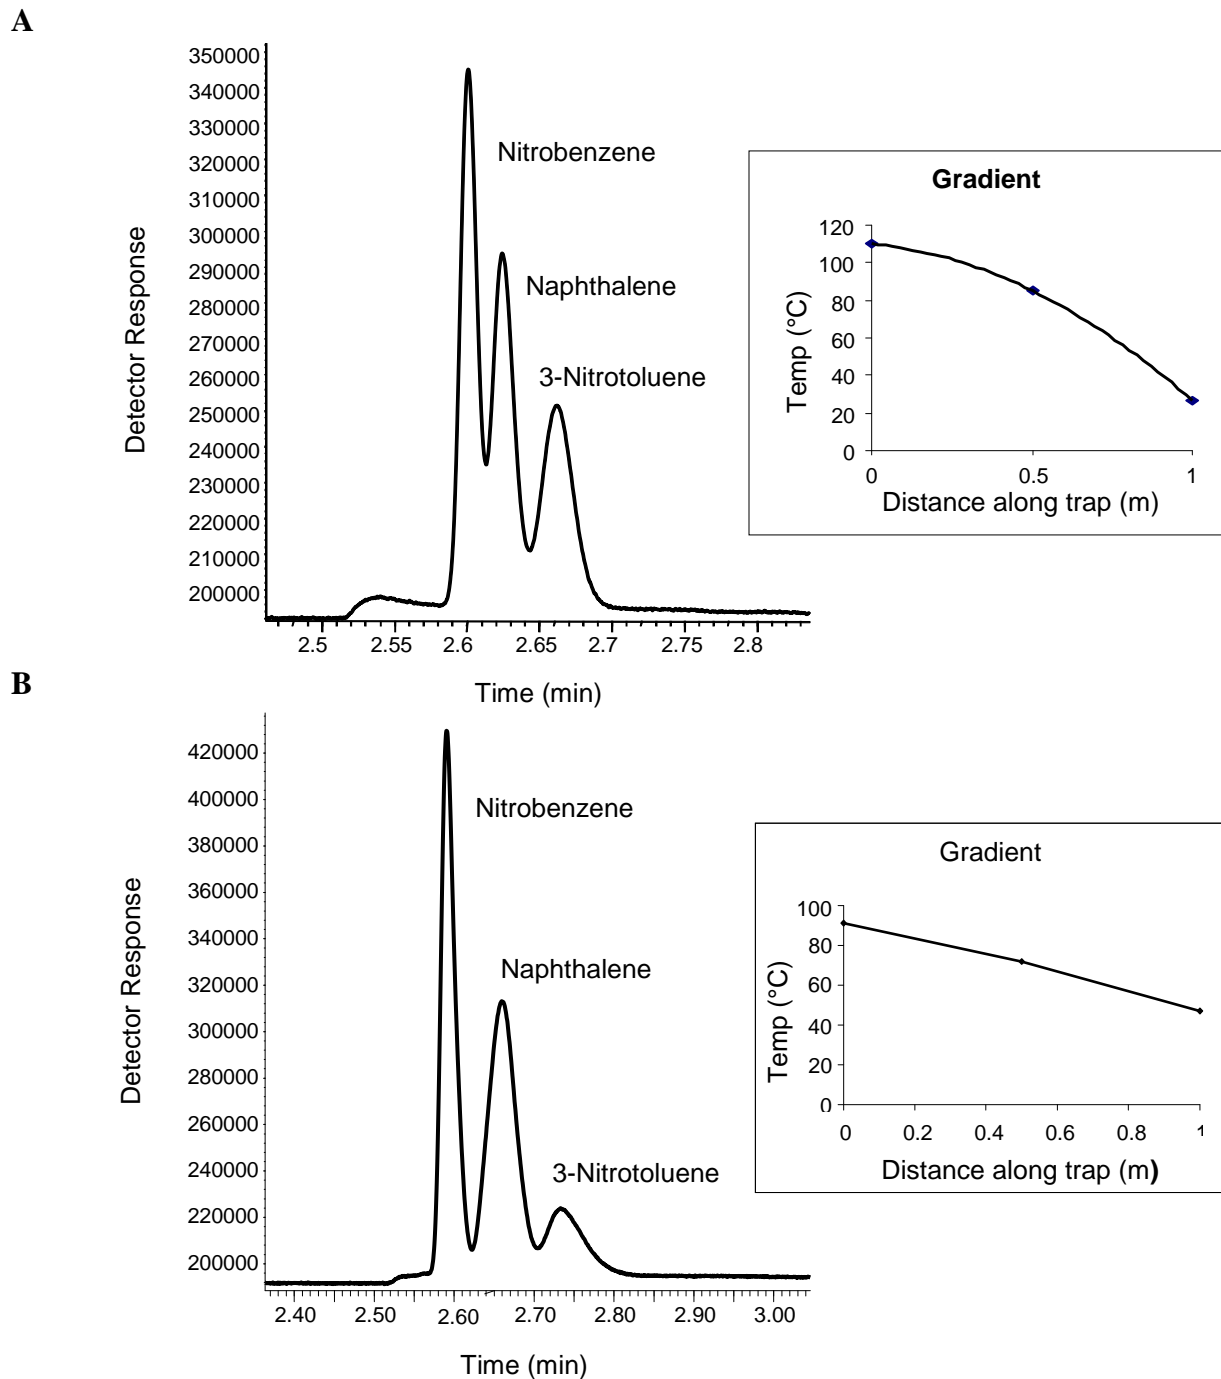 A
350000
340000
330000
320000
310000
300000
290000
280000
270000
260000
250000
240000
230000
220000
210000
200000
Detector Response
Nitrobenzene
Naphthalene
3-Nitrotoluene
2.5 2.55 2.6 2.65 2.7 2.75 2.8
Time (min)
Gradient
120
100
80
60
40
20
0
Temp (°C)
0 0.5 1
Distance along trap (m)
B
420000
400000
380000
360000
340000
320000
300000
280000
260000
240000
220000
200000
Detector Response
Nitrobenzene
Naphthalene
3-Nitrotoluene
2.40 2.50 2.60 2.70 2.80 2.90 3.00
Time (min)
Gradient
100
80
60
40
20
0
Temp (°C)
0 0.2 0.4 0.6 0.8 1
Distance along trap (m)